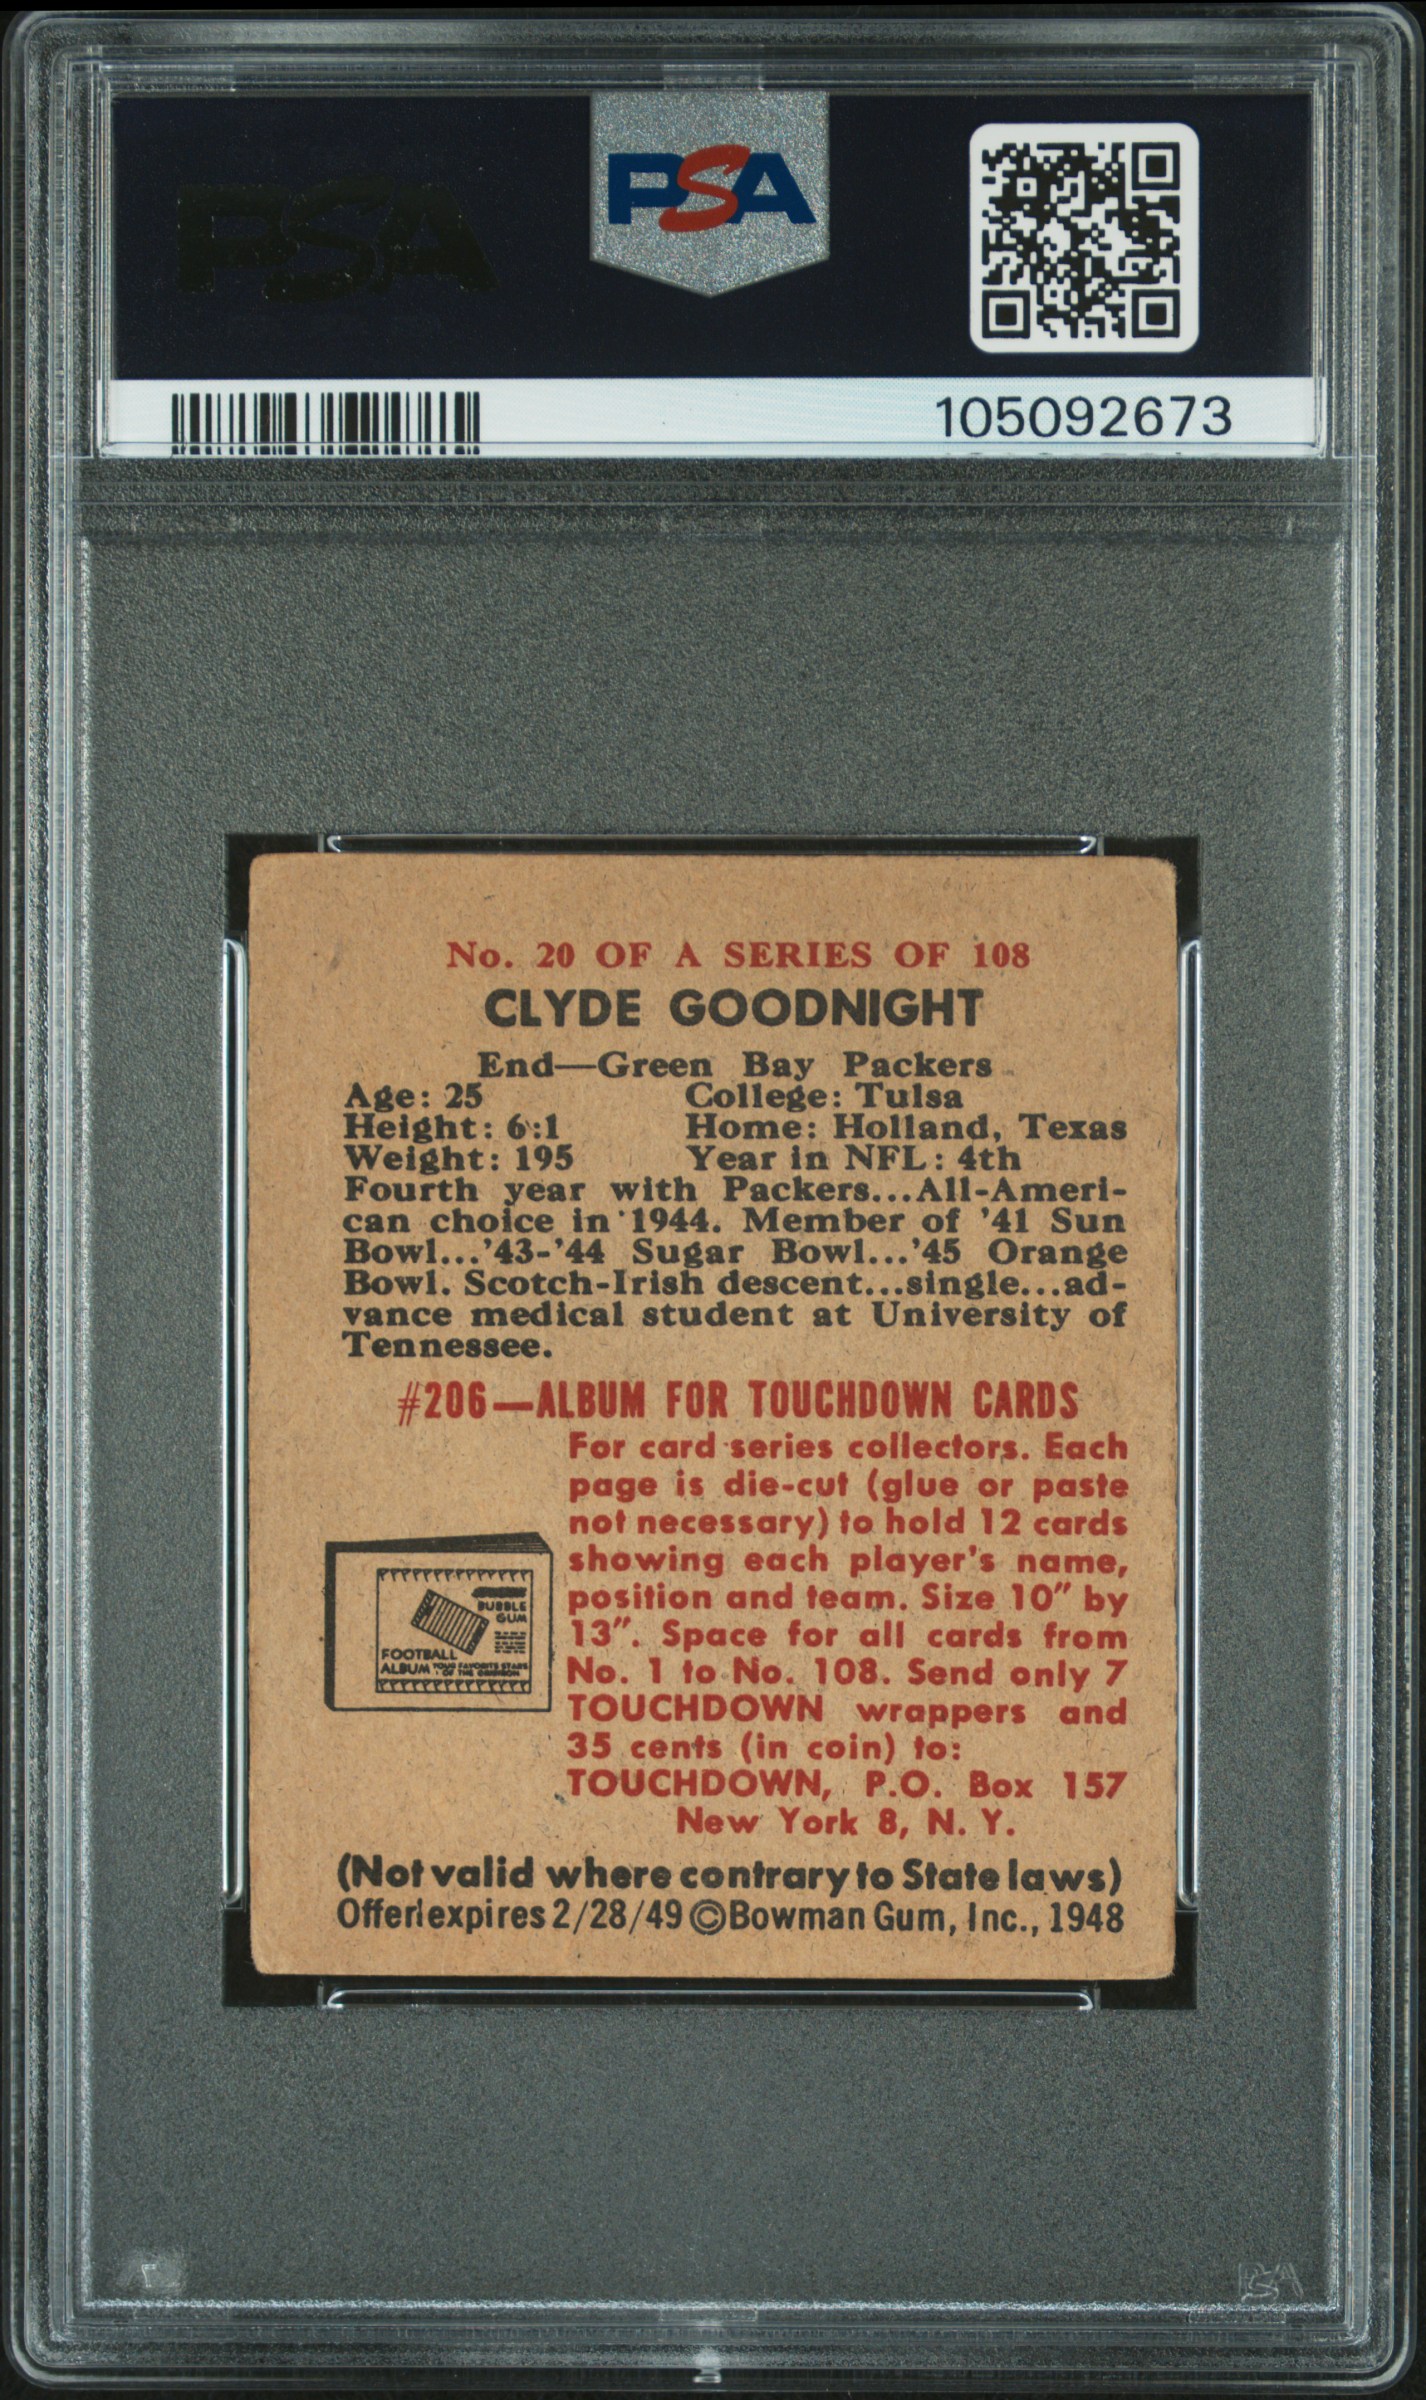 PSA
PSA
105092673
No. 20 OF A SERIES OF 108
CLYDE GOODNIGHT
End—Green Bay Packers
Age: 25 College: Tulsa
Height: 6:1 Home: Holland, Texas
Weight: 195 Year in NFL: 4th
Fourth year with Packers...All-Ameri-
can choice in 1944. Member of '41 Sun
Bowl...'43-'44 Sugar Bowl...'45 Orange
Bowl. Scotch-Irish descent...single...ad-
vance medical student at University of
Tennessee.
#206—ALBUM FOR TOUCHDOWN CARDS
For card series collectors. Each
page is die-cut (glue or paste
not necessary) to hold 12 cards
showing each player's name,
position and team. Size 10" by
13". Space for all cards from
No. 1 to No. 108. Send only 7
TOUCHDOWN wrappers and
35 cents (in coin) to:
TOUCHDOWN, P.O. Box 157
New York 8, N. Y.
BUBBLE
GUM
FOOTBALL
ALBUM YOUR FAVORITE STARS
OF THE GRIDIRON
(Not valid where contrary to State laws)
Offer expires 2/28/49 © Bowman Gum, Inc., 1948
PSA